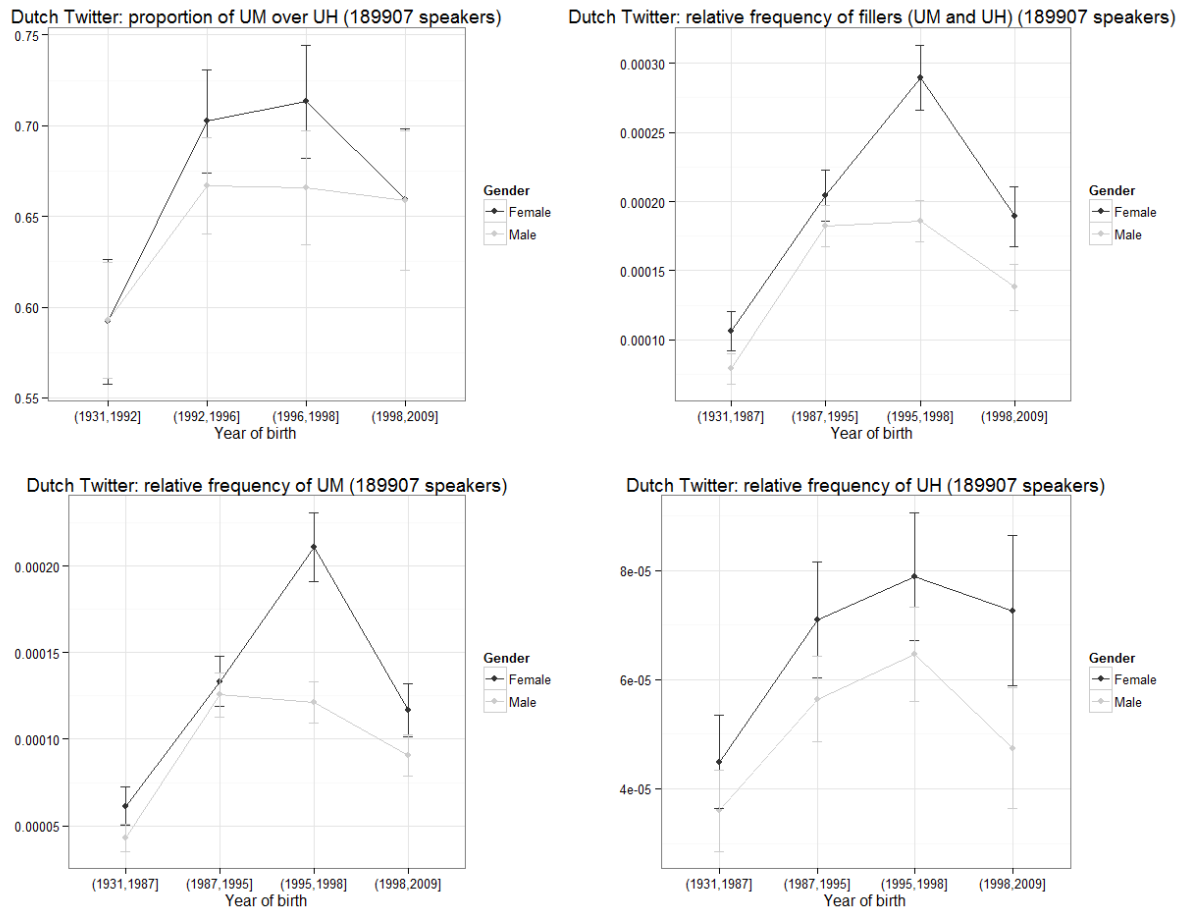 Dutch Twitter: proportion of UM over UH (189907 speakers)
0.75
0.70
0.65
0.60
0.55
(1931,1992]
(1992,1996]
(1996,1998]
(1998,2009]
Year of birth
Gender
Female
Male
Dutch Twitter: relative frequency of fillers (UM and UH) (189907 speakers)
0.00030
0.00025
0.00020
0.00015
0.00010
(1931,1987]
(1987,1995]
(1995,1998]
(1998,2009]
Year of birth
Gender
Female
Male
Dutch Twitter: relative frequency of UM (189907 speakers)
0.00020
0.00015
0.00010
0.00005
(1931,1987]
(1987,1995]
(1995,1998]
(1998,2009]
Year of birth
Gender
Female
Male
Dutch Twitter: relative frequency of UH (189907 speakers)
8e-05
6e-05
4e-05
(1931,1987]
(1987,1995]
(1995,1998]
(1998,2009]
Year of birth
Gender
Female
Male